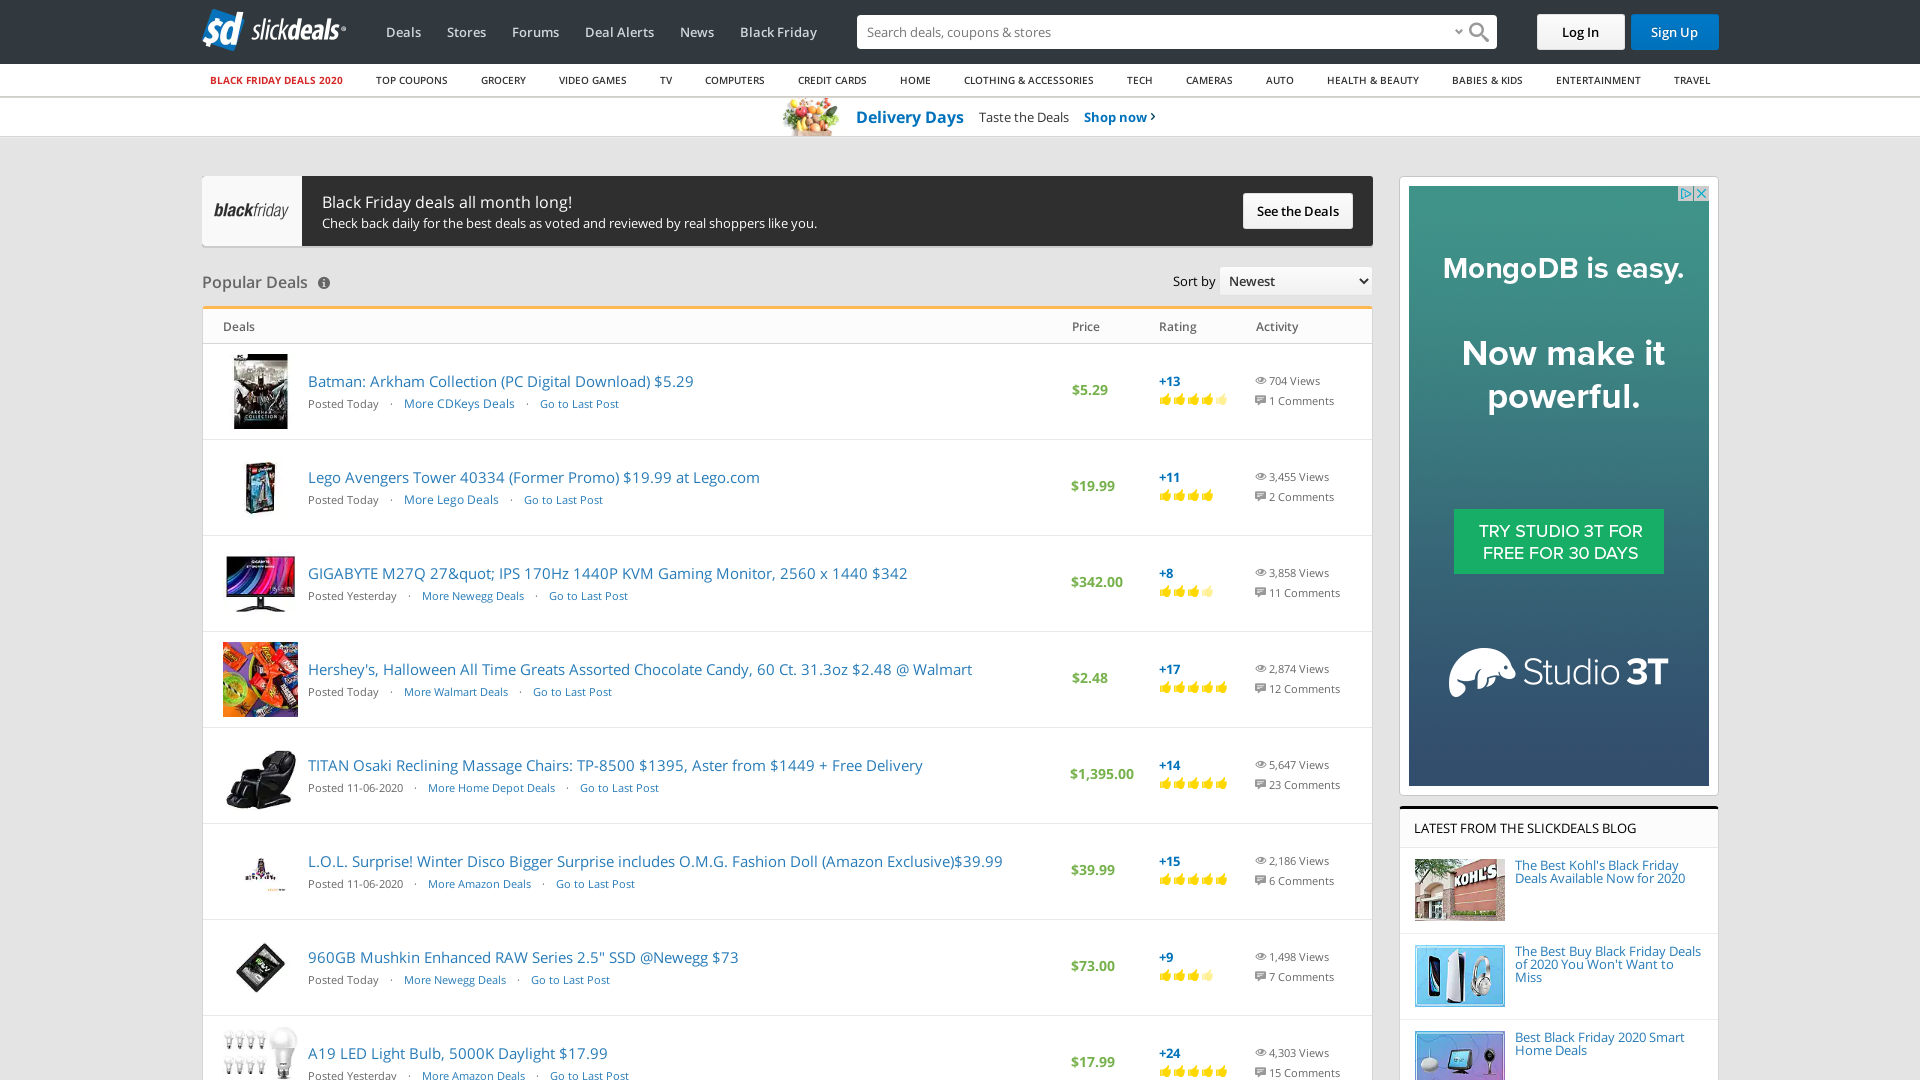 slickdeals
Deals Stores Forums Deal Alerts News Black Friday
Search deals, coupons & stores
Log In
Sign Up
BLACK FRIDAY DEALS 2020 TOP COUPONS GROCERY VIDEO GAMES TV COMPUTERS CREDIT CARDS HOME CLOTHING & ACCESSORIES TECH CAMERAS AUTO HEALTH & BEAUTY BABIES & KIDS ENTERTAINMENT TRAVEL
Delivery Days Taste the Deals Shop now
blackfriday
Black Friday deals all month long!
Check back daily for the best deals as voted and reviewed by real shoppers like you.
See the Deals
Popular Deals
Sort by Newest
Deals Price Rating Activity
Batman: Arkham Collection (PC Digital Download) $5.29
Posted Today · More CDKeys Deals · Go to Last Post
$5.29
+13
704 Views
1 Comments
Lego Avengers Tower 40334 (Former Promo) $19.99 at Lego.com
Posted Today · More Lego Deals · Go to Last Post
$19.99
+11
3,455 Views
2 Comments
GIGABYTE M27Q 27&quot; IPS 170Hz 1440P KVM Gaming Monitor, 2560 x 1440 $342
Posted Yesterday · More Newegg Deals · Go to Last Post
$342.00
+8
3,858 Views
11 Comments
Hershey's, Halloween All Time Greats Assorted Chocolate Candy, 60 Ct. 31.3oz $2.48 @ Walmart
Posted Today · More Walmart Deals · Go to Last Post
$2.48
+17
2,874 Views
12 Comments
TITAN Osaki Reclining Massage Chairs: TP-8500 $1395, Aster from $1449 + Free Delivery
Posted 11-06-2020 · More Home Depot Deals · Go to Last Post
$1,395.00
+14
5,647 Views
23 Comments
L.O.L. Surprise! Winter Disco Bigger Surprise includes O.M.G. Fashion Doll (Amazon Exclusive)$39.99
Posted 11-06-2020 · More Amazon Deals · Go to Last Post
$39.99
+15
2,186 Views
6 Comments
960GB Mushkin Enhanced RAW Series 2.5" SSD @Newegg $73
Posted Today · More Newegg Deals · Go to Last Post
$73.00
+9
1,498 Views
7 Comments
A19 LED Light Bulb, 5000K Daylight $17.99
Posted Yesterday · More Amazon Deals · Go to Last Post
$17.99
+24
4,303 Views
15 Comments
MongoDB is easy.
Now make it
powerful.
TRY STUDIO 3T FOR
FREE FOR 30 DAYS
Studio 3T
LATEST FROM THE SLICKDEALS BLOG
KOHL'S
The Best Kohl's Black Friday
Deals Available Now for 2020
The Best Buy Black Friday Deals
of 2020 You Won't Want to
Miss
Best Black Friday 2020 Smart
Home Deals